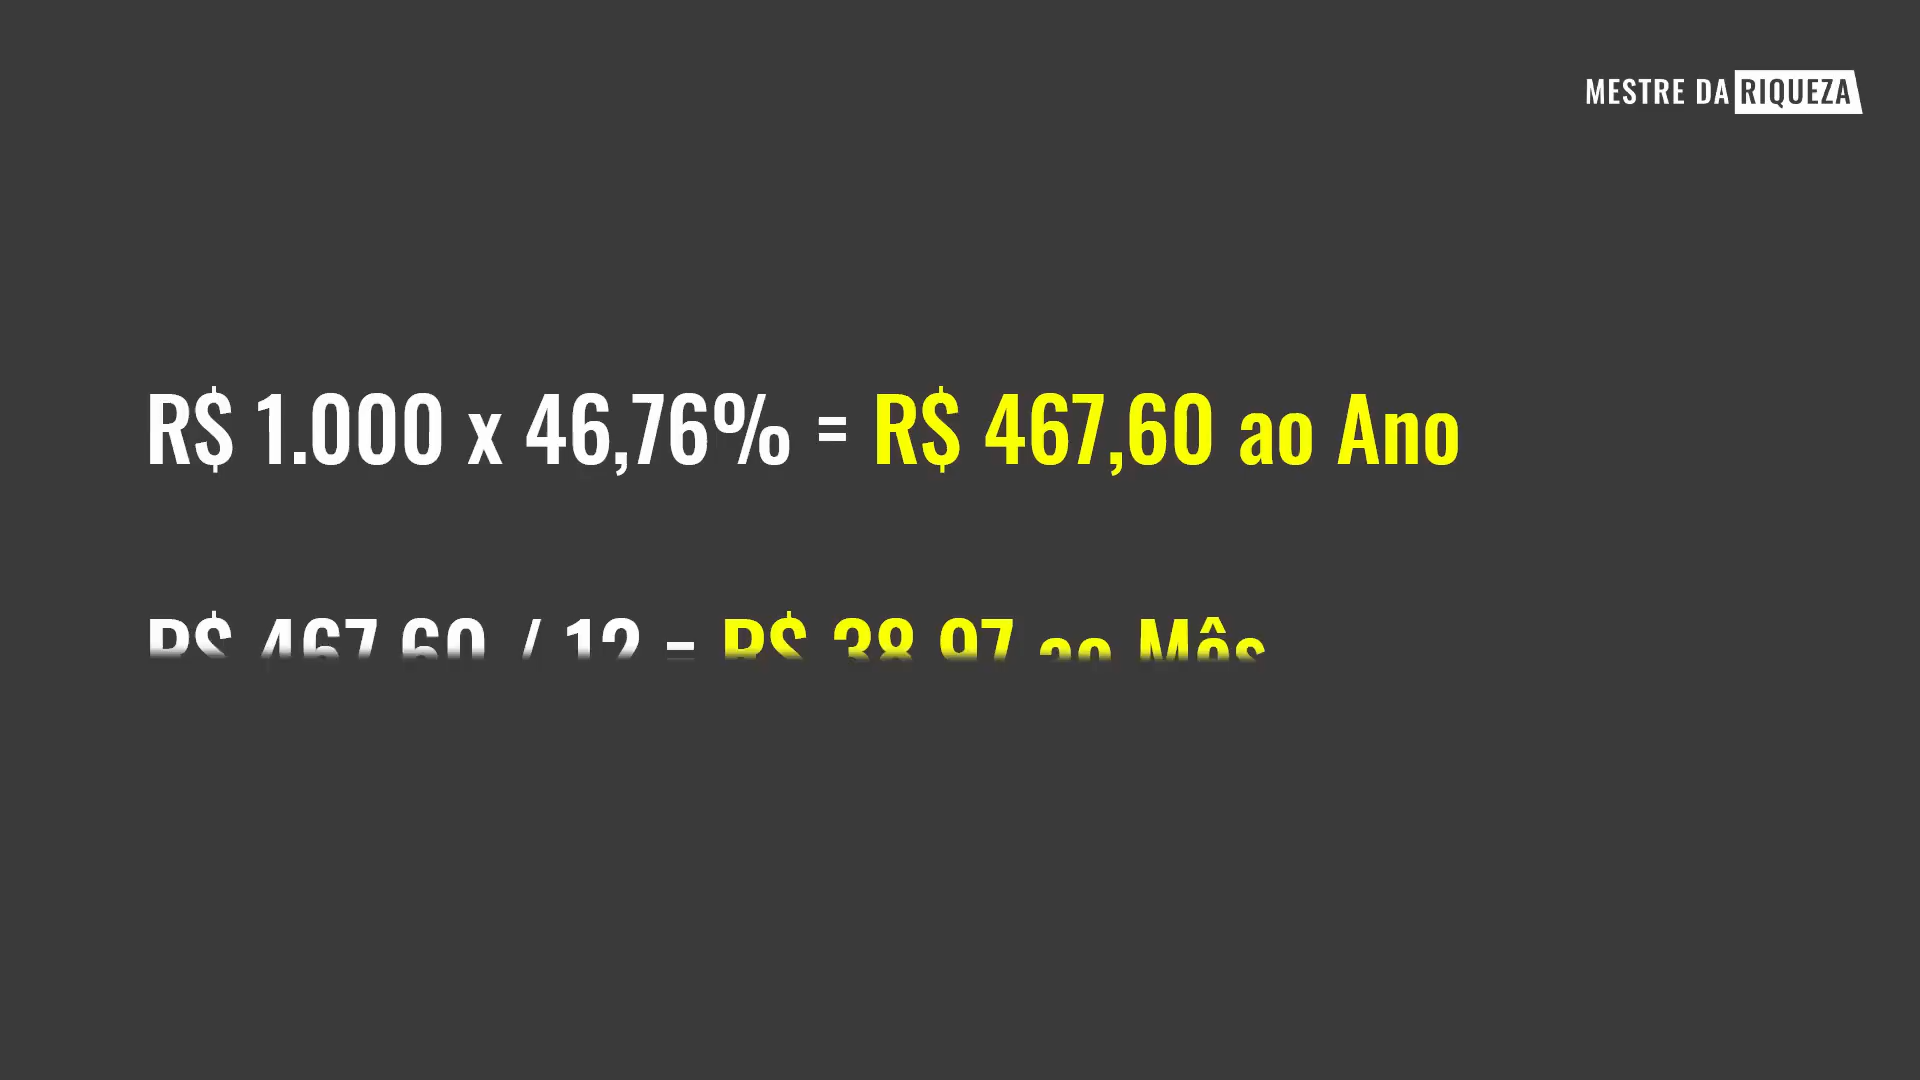 MESTRE DA RIQUEZA
R$ 1.000 x 46,76% = R$ 467,60 ao Ano
R$ 467,60 / 12 = R$ 38,97 ao Mês